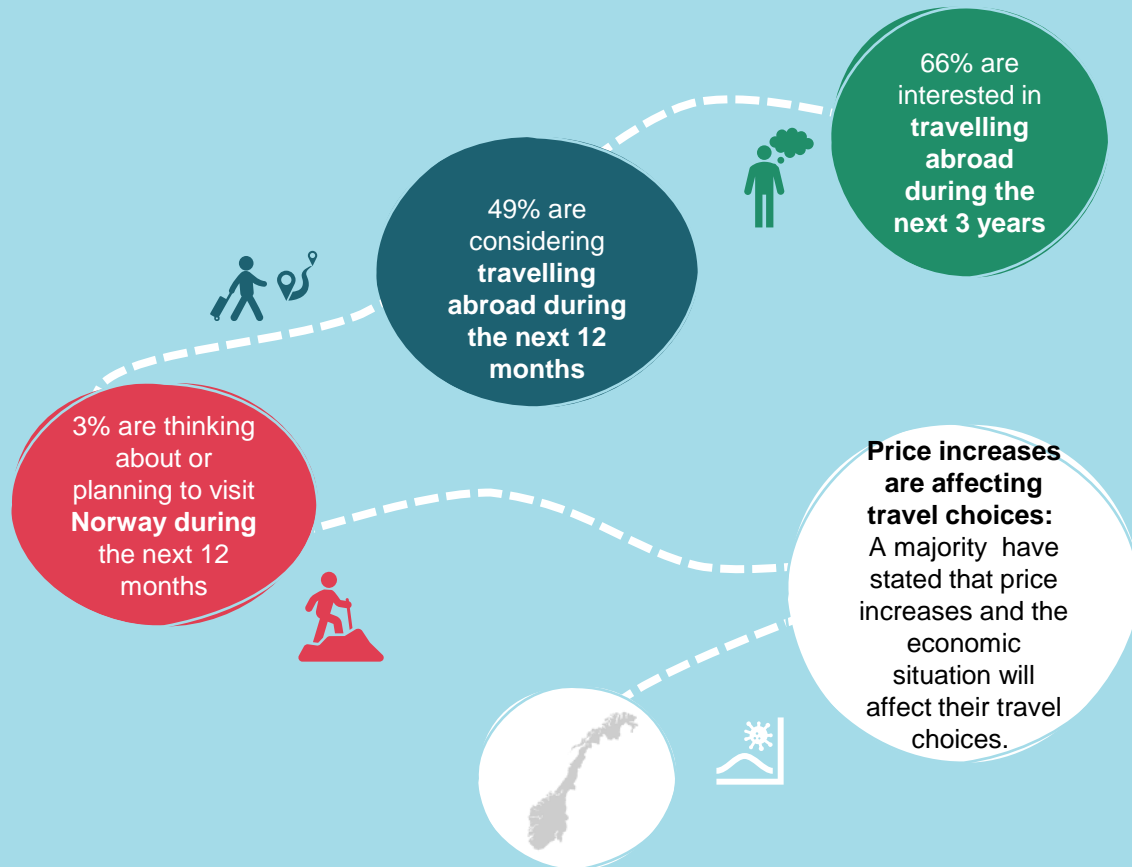 66% are
interested in
travelling
abroad
during the
next 3 years
49% are
considering
travelling
abroad during
the next 12
months
3% are thinking
about or
planning to visit
Norway during
the next 12
months
Price increases
are affecting
travel choices:
A majority have
stated that price
increases and the
economic
situation will
affect their travel
choices.